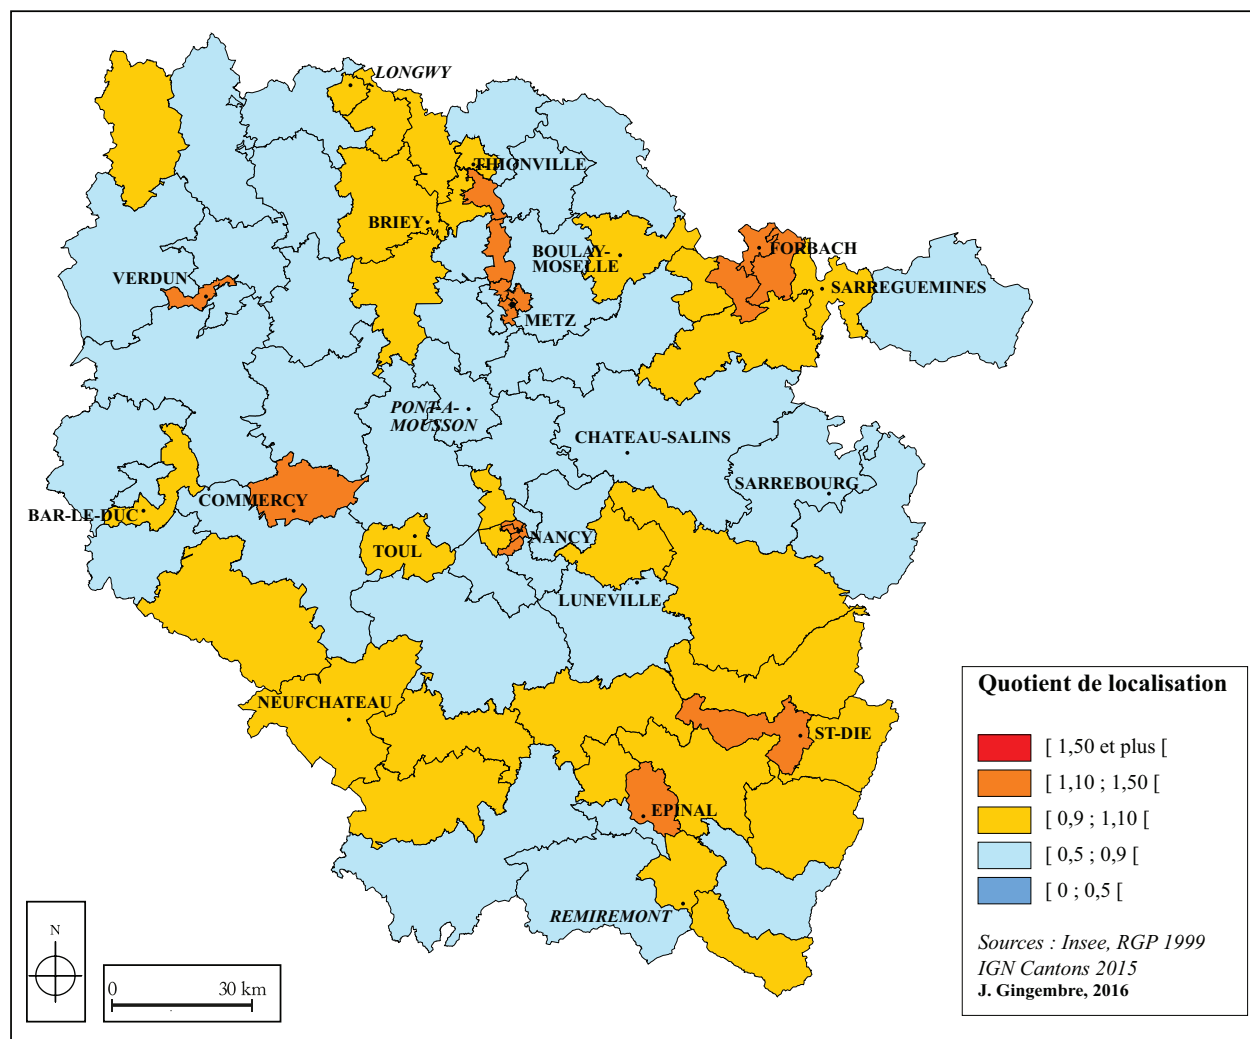 LONGWY
THIONVILLE
BRIEY
BOULAY-
MOSELLE
FORBACH
VERDUN
SARREGUEMINES
METZ
PONT-A-
MOUSSON
CHATEAU-SALINS
SARREBOURG
COMMERCY
BAR-LE-DUC
NANCY
TOUL
LUNEVILLE
NEUFCHATEAU
ST-DIE
EPINAL
REMIREMONT
Quotient de localisation
[ 1,50 et plus [
[ 1,10 ; 1,50 [
[ 0,9 ; 1,10 [
[ 0,5 ; 0,9 [
[ 0 ; 0,5 [
Sources : Insee, RGP 1999
IGN Cantons 2015
J. Gingembre, 2016
N
0 30 km